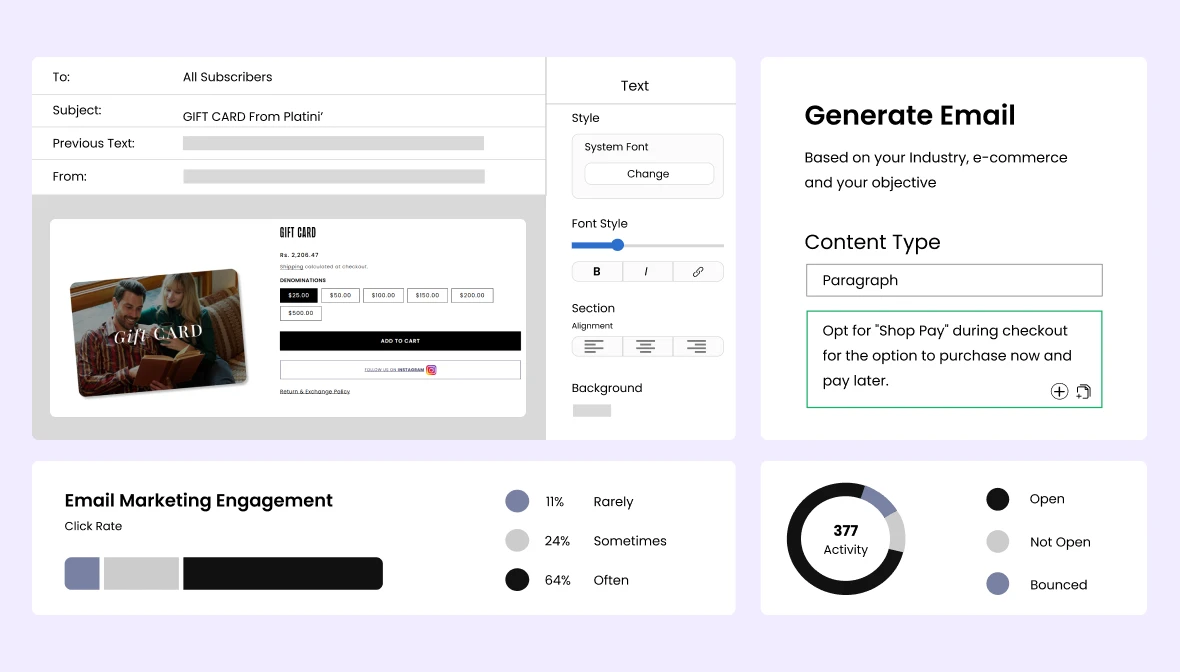 To:
All Subscribers
Subject:
GIFT CARD From Platini’
Previous Text:
From:
Gift CARD
GIFT CARD
Rs. 2,206.47
Shipping calculated at checkout.
DENOMINATIONS
$25.00 $50.00 $100.00 $150.00 $200.00
$500.00
ADD TO CART
FOLLOW US ON INSTAGRAM
Return & Exchange Policy
Text
Style
System Font
Change
Font Style
B I
Section
Alignment
Background
Generate Email
Based on your Industry, e-commerce
and your objective
Content Type
Paragraph
Opt for "Shop Pay" during checkout
for the option to purchase now and
pay later.
Email Marketing Engagement
Click Rate
11% Rarely
24% Sometimes
64% Often
377
Activity
Open
Not Open
Bounced